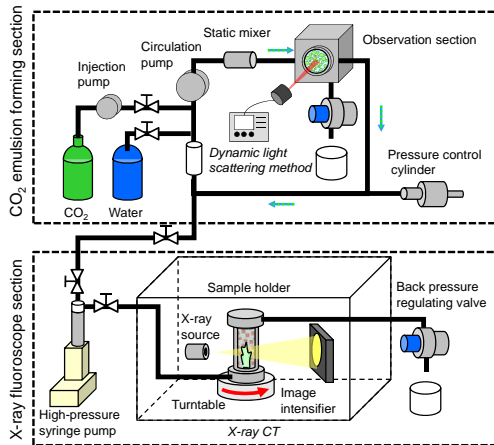 CO2 emulsion forming section
Static mixer
Circulation
pump
Observation section
Injection
pump
Dynamic light
scattering method
Pressure control
cylinder
CO2
Water
X-ray fluoroscope section
Sample holder
X-ray
source
Back pressure
regulating valve
Turntable
Image
intensifier
High-pressure
syringe pump
X-ray CT